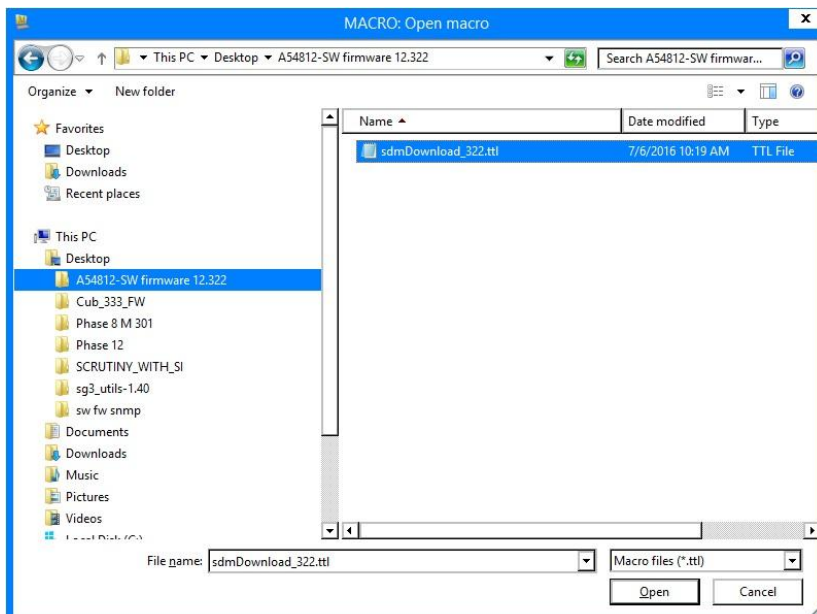 MACRO: Open macro
x
This PC Desktop A54812-SW firmware 12.322
Search A54812-SW firmwar...
Organize New folder
Favorites
Desktop
Downloads
Recent places
This PC
Desktop
A54812-SW firmware 12.322
Cub_333_FW
Phase 8 M 301
Phase 12
SCRUTINY_WITH_SI
sg3_utils-1.40
sw fw snmp
Documents
Downloads
Music
Pictures
Videos
Local Disk (C:)
Name Date modified Type
sdmDownload_322.ttl 7/6/2016 10:19 AM TTL File
File name: sdmDownload_322.ttl
Macro files (*.ttl)
Open Cancel